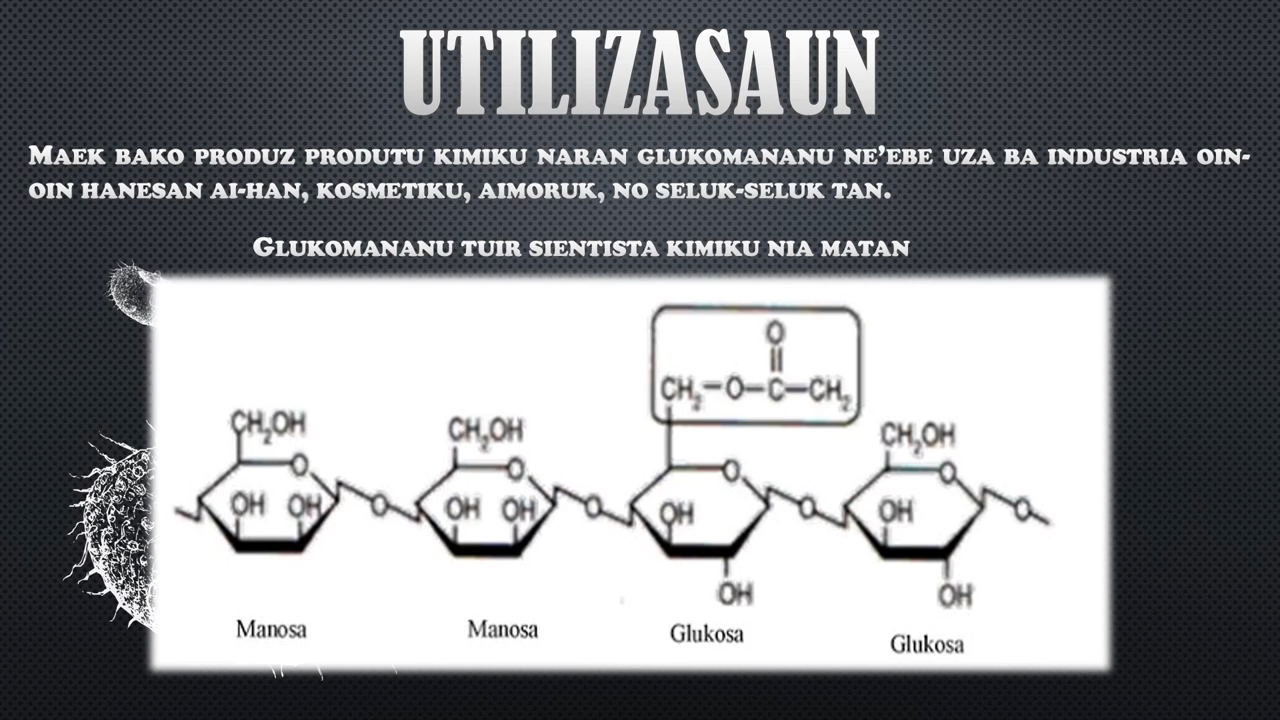 UTILIZASAUN
MAEK BAKO PRODUZ PRODUTU KIMIKU NARAN GLUKOMANANU NE'EBE UZA BA INDUSTRIA OIN-
OIN HANESAN AI-HAN, KOSMETIKU, AIMORUK, NO SELUK-SELUK TAN.
GLUKOMANANU TUIR SIENTISTA KIMIKU NIA MATAN
O
CH₂-O-C-CH₂
CH₂OH CH₂OH CH₂OH
O O O O
OH OH O OH OH O OH O OH O
OH OH
Manosa Manosa Glukosa Glukosa